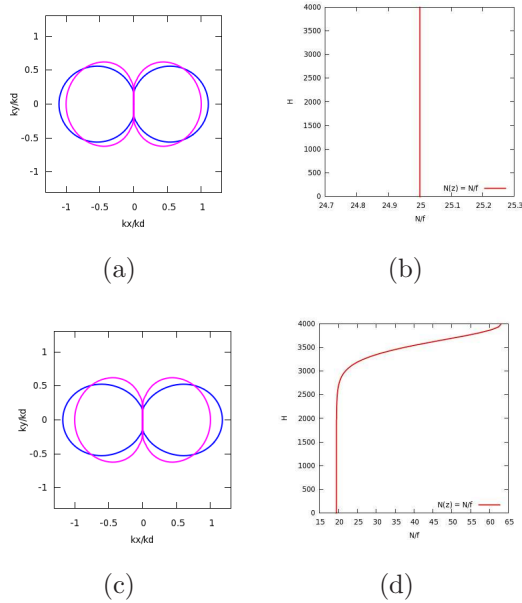 1
0.5
0
-0.5
-1
ky/kd
-1 -0.5 0 0.5 1
kx/kd
(a)
4000
3500
3000
2500
2000
1500
1000
500
0
H
N(z) = N/f
24.7 24.8 24.9 25 25.1 25.2 25.3
N/f
(b)
1
0.5
0
-0.5
-1
ky/kd
-1 -0.5 0 0.5 1
kx/kd
(c)
4000
3500
3000
2500
2000
1500
1000
500
0
H
N(z) = N/f
15 20 25 30 35 40 45 50 55 60 65
N/f
(d)